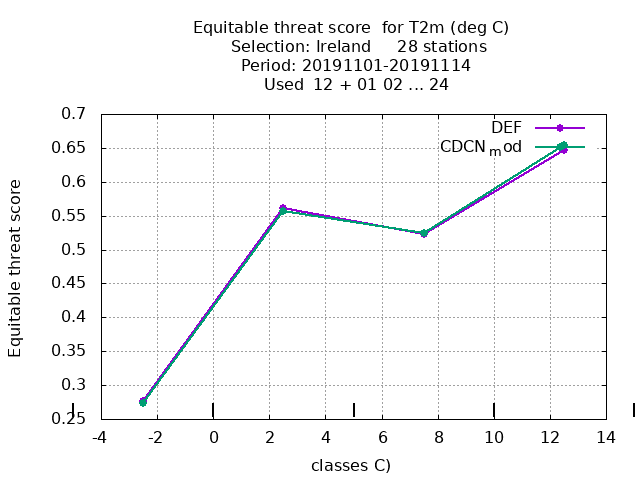 Equitable threat score  for T2m (deg C)
Selection: Ireland     28 stations
Period: 20191101-20191114
Used  12 + 01 02 ... 24
0.7
0.65
0.6
0.55
0.5
0.45
0.4
0.35
0.3
0.25
Equitable threat score
DEF
CDCN_mod
-4 -2 0 2 4 6 8 10 12 14
classes C)